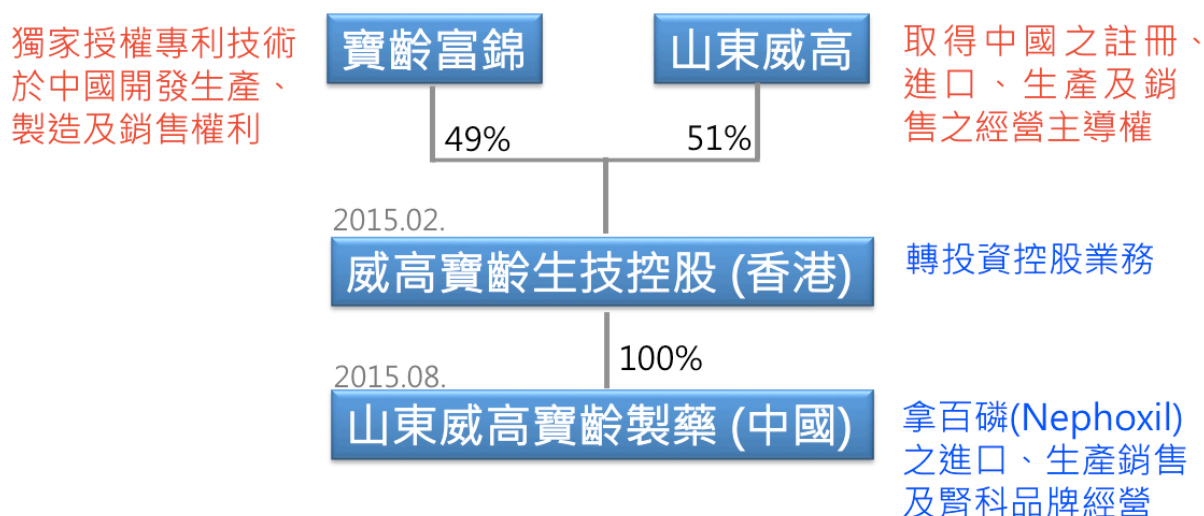 獨家授權專利技術
於中國開發生產、
製造及銷售權利
寶齡富錦
山東威高
取得中國之註冊、
進口、生產及銷
售之經營主導權
49%
51%
2015.02.
威高寶齡生技控股 (香港)
轉投資控股業務
100%
2015.08.
山東威高寶齡製藥 (中國)
拿百磷(Nephoxil)
之進口、生產銷售
及腎科品牌經營